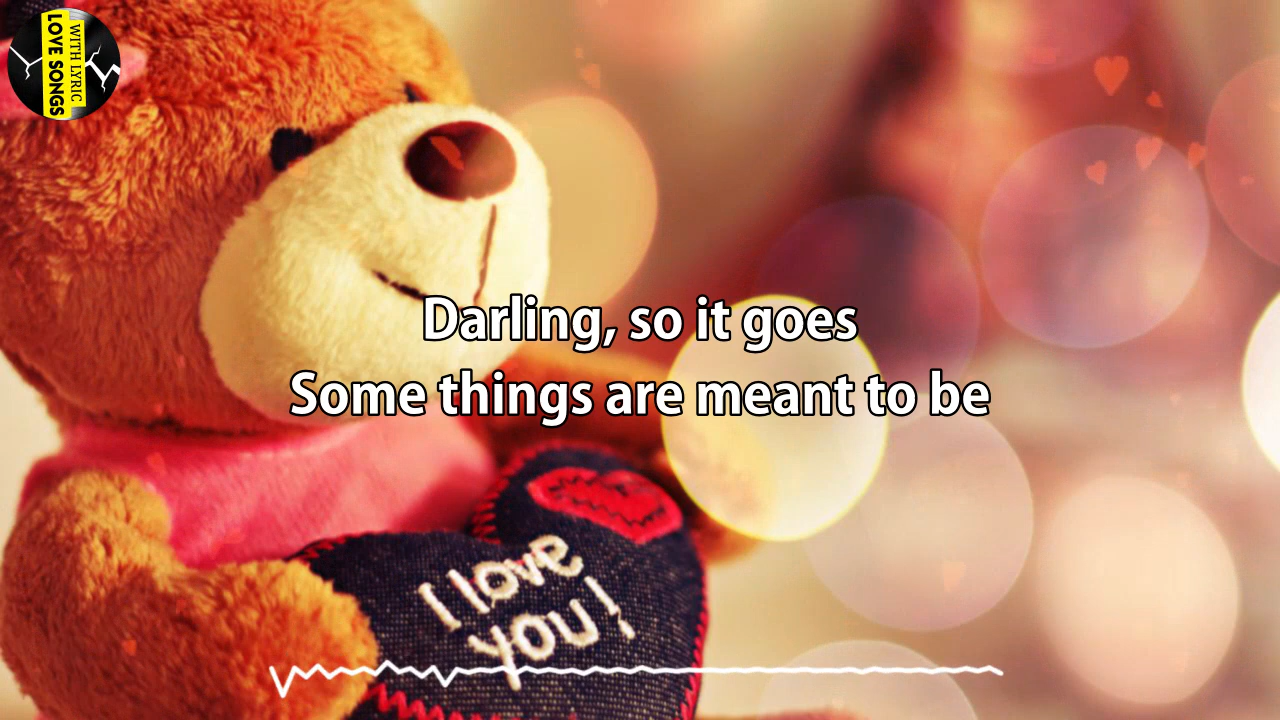 WITH LYRIC
LOVE SONGS
Darling, so it goes
Some things are meant to be
I love
you!